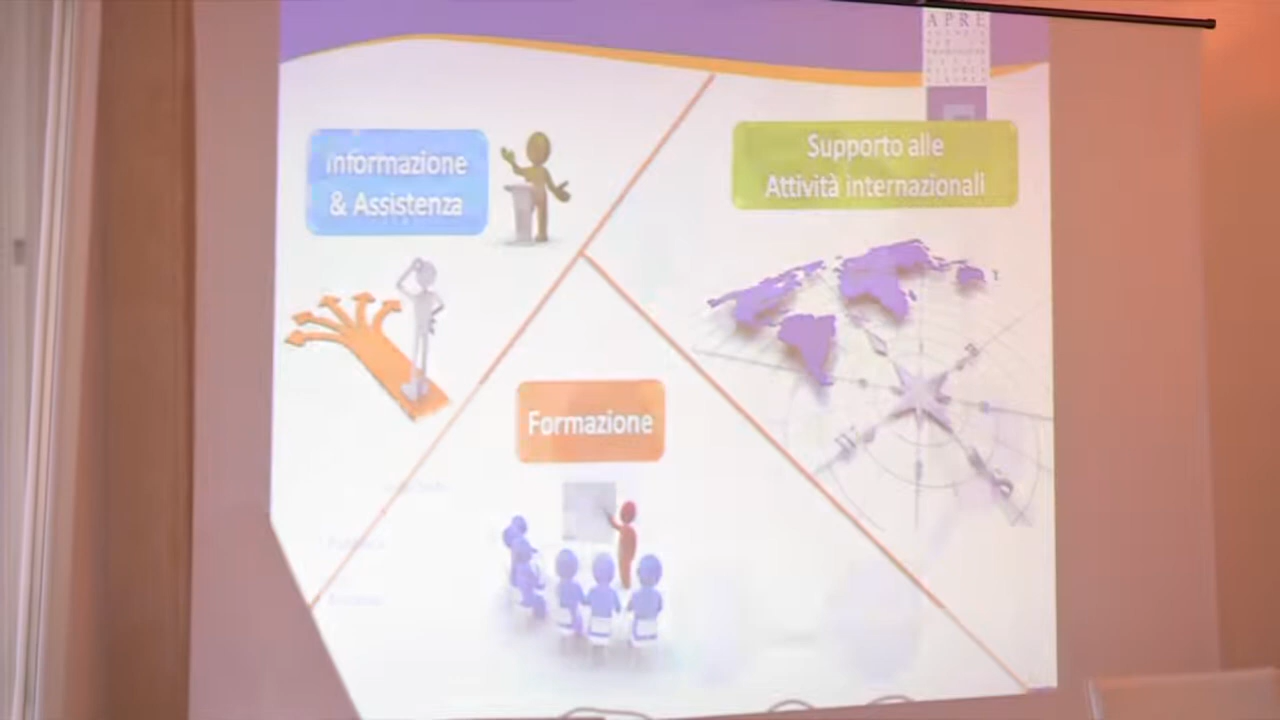 APRE
Informazione
& Assistenza
Supporto alle
Attività internazionali
Formazione